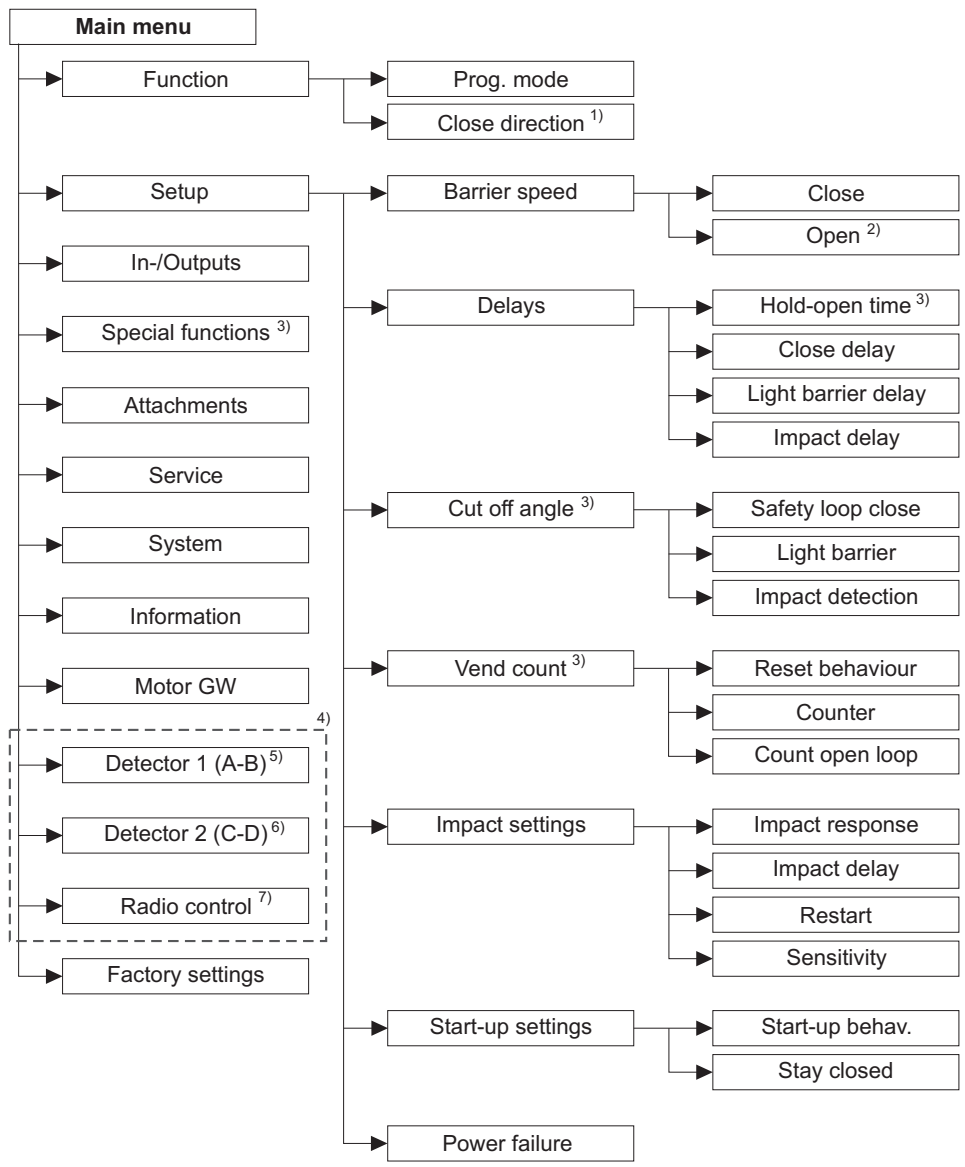 Main menu
Function
Prog. mode
Close direction 1)
Setup
Barrier speed
Close
Open 2)
In-/Outputs
Delays
Hold-open time 3)
Special functions 3)
Close delay
Light barrier delay
Attachments
Impact delay
Service
Cut off angle 3)
Safety loop close
System
Light barrier
Impact detection
Information
Vend count 3)
Reset behaviour
Motor GW
Counter
4)
Count open loop
Detector 1 (A-B) 5)
Detector 2 (C-D) 6)
Impact settings
Impact response
Impact delay
Radio control 7)
Restart
Sensitivity
Factory settings
Start-up settings
Start-up behav.
Stay closed
Power failure